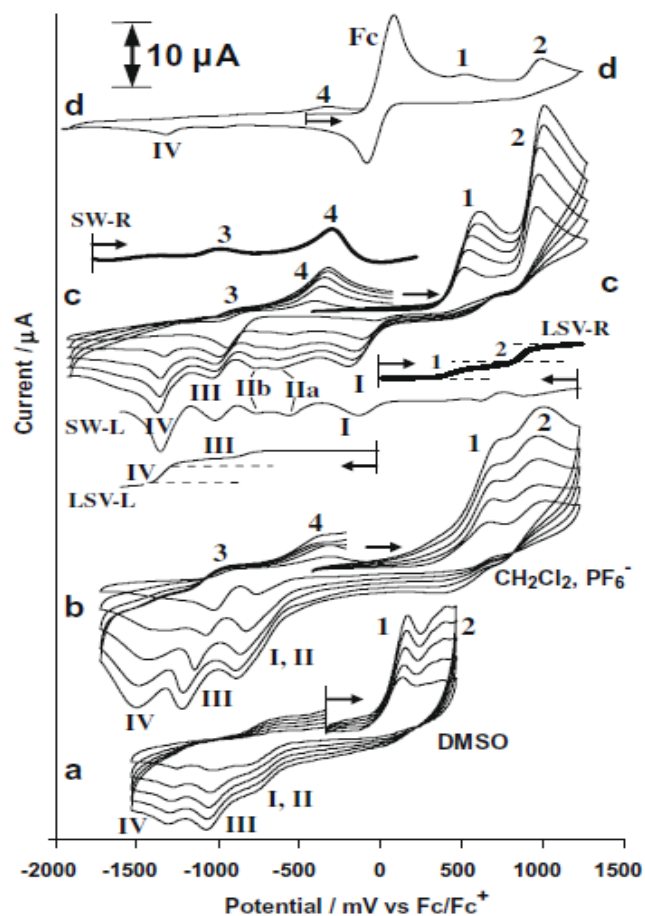 10 µA
Fc
1
2
d
d
4
IV
SW-R
3
4
1
2
c
c
3
4
LSV-R
1
2
III
IIb
IIa
I
I
SW-L
IV
III
IV
LSV-L
1
2
3
4
CH2Cl2, PF6-
b
I, II
III
IV
1
2
DMSO
a
I, II
IV
III
-2000 -1500 -1000 -500 0 500 1000 1500
Potential / mV vs Fc/Fc+
Current / µA